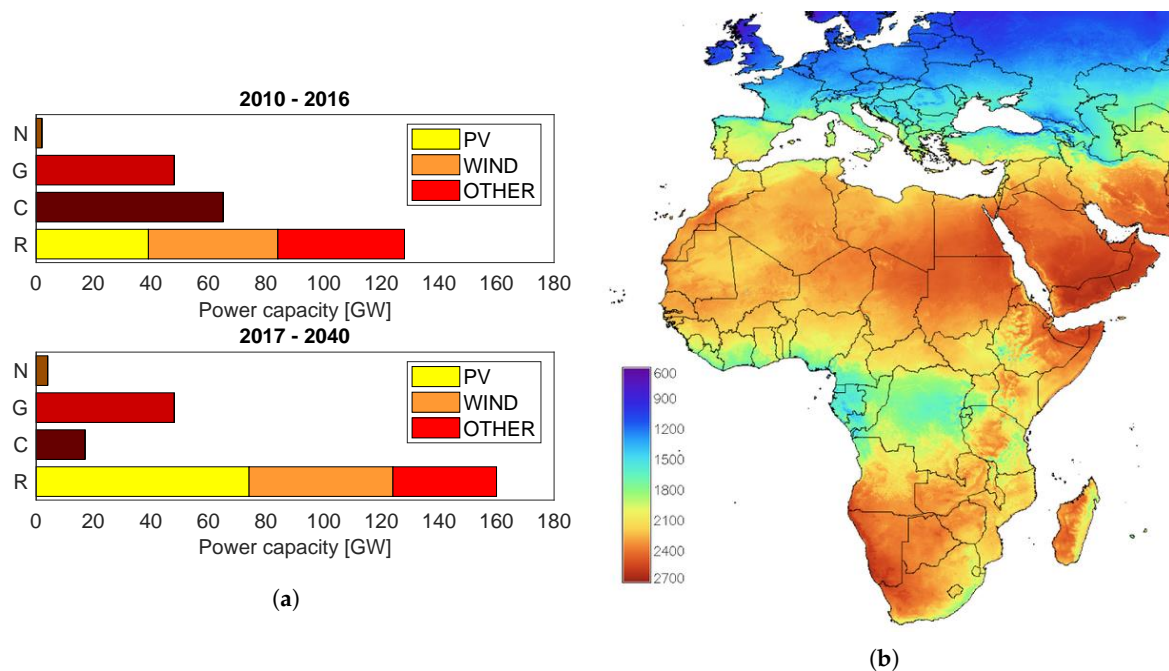 2010 - 2016
N
G
C
R
PV
WIND
OTHER
0 20 40 60 80 100 120 140 160 180
Power capacity [GW]
2017 - 2040
N
G
C
R
PV
WIND
OTHER
0 20 40 60 80 100 120 140 160 180
Power capacity [GW]
(a)
600
900
1200
1500
1800
2100
2400
2700
(b)